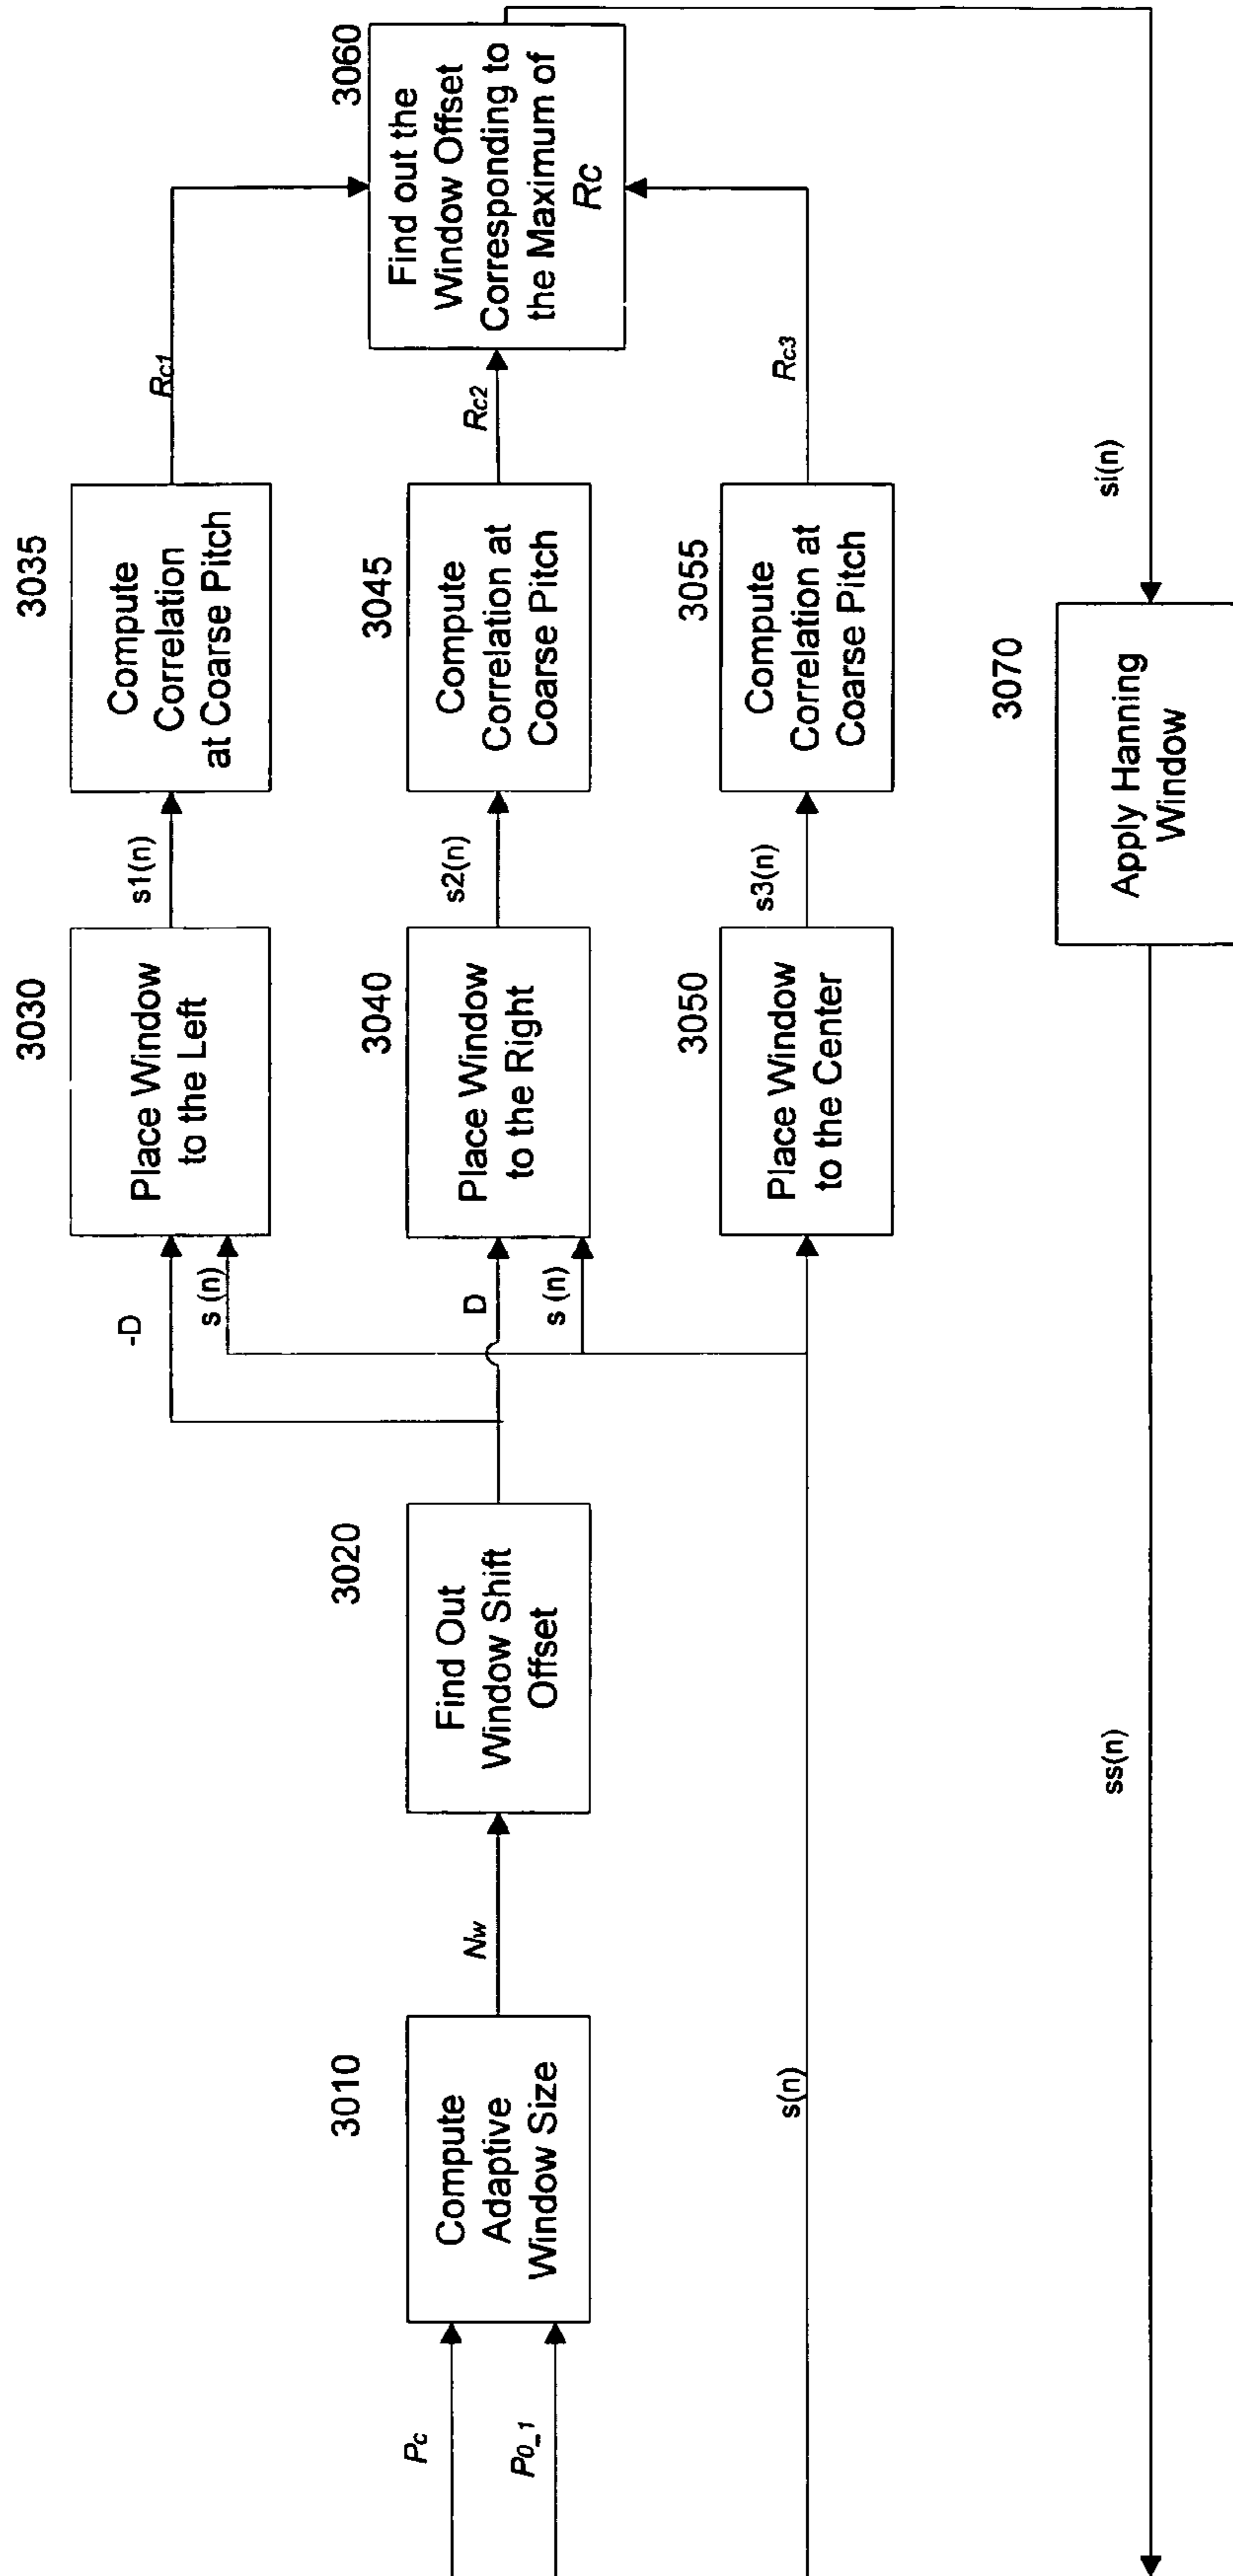 Pc
P0_1
3010
Compute
Adaptive
Window Size
Nw
3020
Find Out
Window Shift
Offset
-D
s (n)
D
s (n)
s(n)
3030
Place Window
to the Left
s1(n)
3035
Compute
Correlation
at Coarse Pitch
Rc1
3040
Place Window
to the Right
s2(n)
3045
Compute
Correlation at
Coarse Pitch
Rc2
3050
Place Window
to the Center
s3(n)
3055
Compute
Correlation at
Coarse Pitch
Rc3
3060
Find out the
Window Offset
Corresponding to
the Maximum of
Rc
si(n)
3070
Apply Hanning
Window
ss(n)